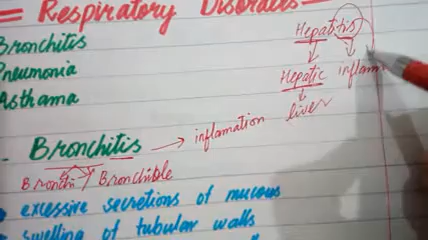 = Respiratory Disorders =
Bronchitis
Pneumonia
Asthama
Hepatitis
Hepatic inflam
liver
- Bronchitis → inflamation
Bronchi Bronchible
excessive secretions of mucous
swelling of tubular walls